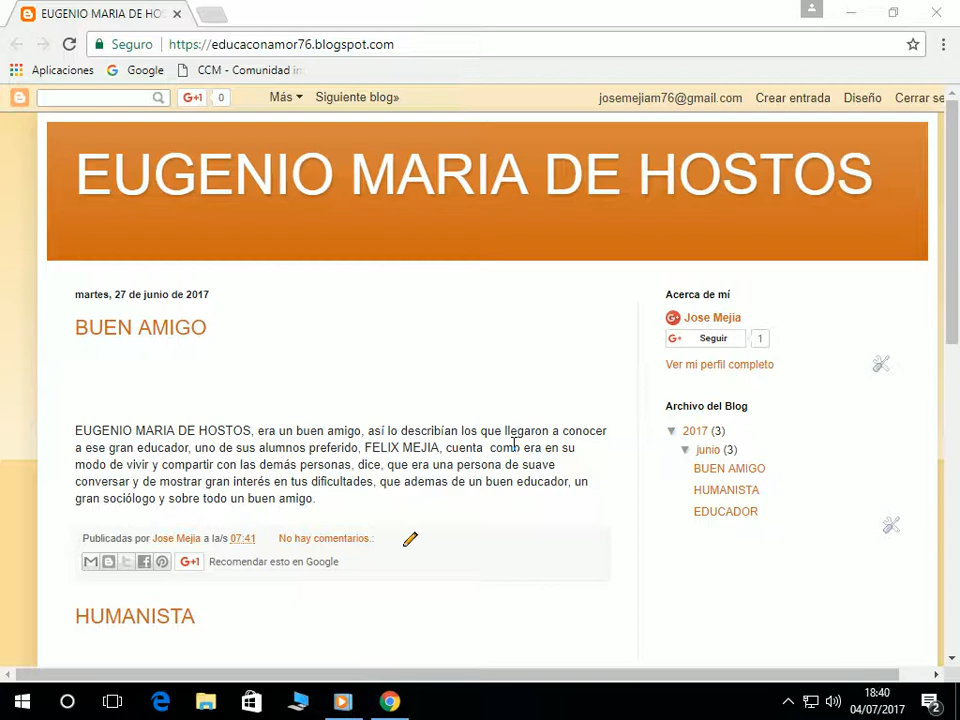 EUGENIO MARIA DE HOS
Seguro https://educaconamor76.blogspot.com
Aplicaciones Google CCM - Comunidad in
G+1 0 Más Siguiente blog» josemejiam76@gmail.com Crear entrada Diseño Cerrar se
EUGENIO MARIA DE HOSTOS
martes, 27 de junio de 2017
BUEN AMIGO
EUGENIO MARIA DE HOSTOS, era un buen amigo, así lo describían los que llegaron a conocer
a ese gran educador, uno de sus alumnos preferido, FELIX MEJIA, cuenta como era en su
modo de vivir y compartir con las demás personas, dice, que era una persona de suave
conversar y de mostrar gran interés en tus dificultades, que ademas de un buen educador, un
gran sociólogo y sobre todo un buen amigo.
Publicadas por Jose Mejia a la/s 07:41 No hay comentarios.:
G+1 Recomendar esto en Google
HUMANISTA
Acerca de mí
Jose Mejia
G+ Seguir 1
Ver mi perfil completo
Archivo del Blog
▼ 2017 (3)
▼ junio (3)
BUEN AMIGO
HUMANISTA
EDUCADOR
18:40
04/07/2017
2